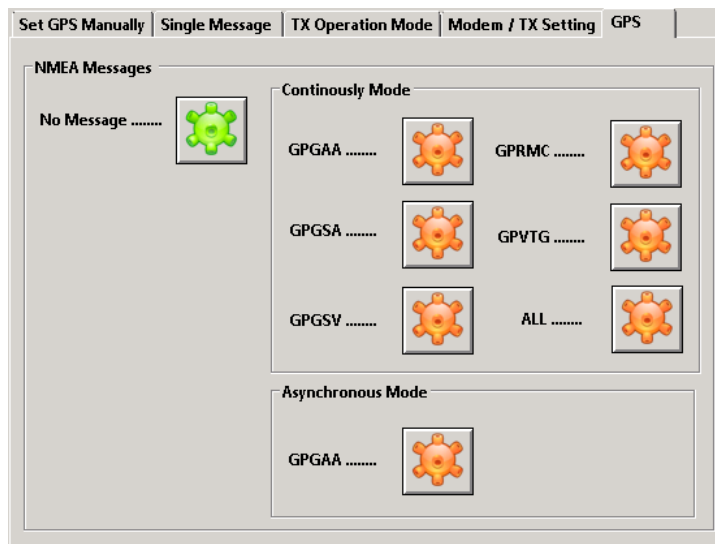 Set GPS Manually Single Message TX Operation Mode Modem / TX Setting GPS
NMEA Messages
No Message ........
Continously Mode
GPGAA ........ GPRMC ........
GPGSA ........ GPVTG ........
GPGSV ........ ALL ........
Asynchronous Mode
GPGAA ........